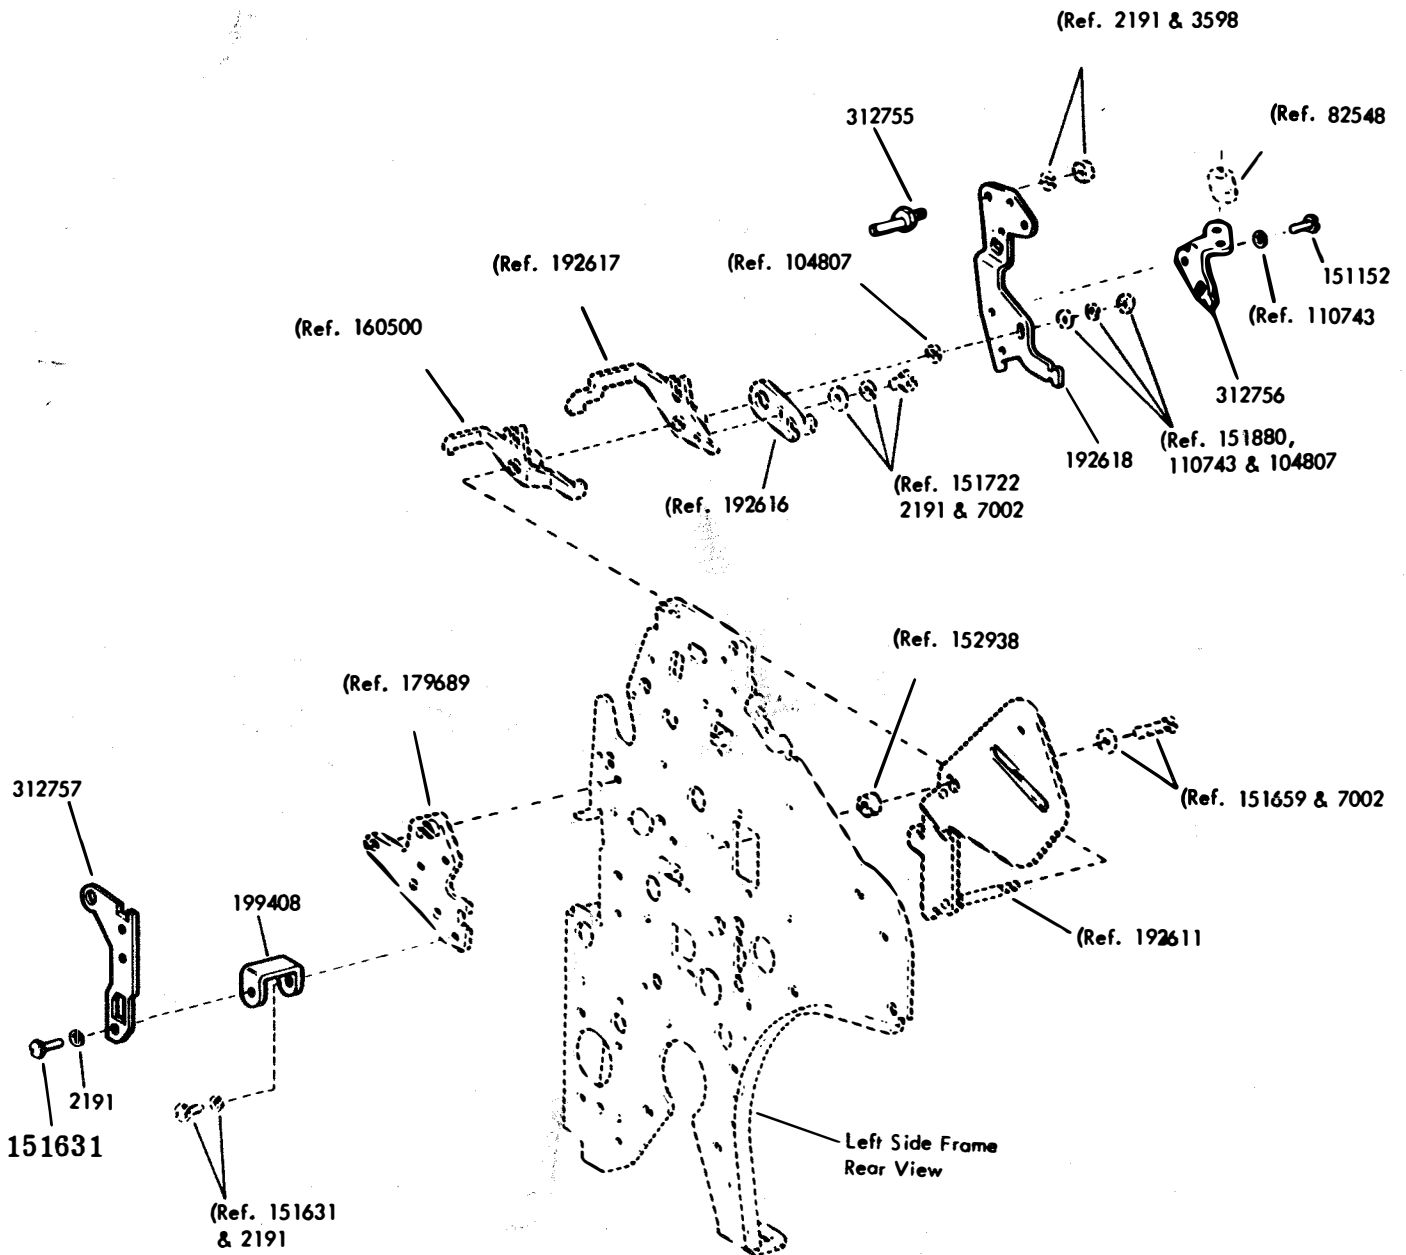 (Ref. 2191 & 3598
312755
(Ref. 82548
(Ref. 192617
(Ref. 104807
151152
(Ref. 110743
(Ref. 160500
312756
192618
(Ref. 151880,
110743 & 104807
(Ref. 192616
(Ref. 151722
2191 & 7002
(Ref. 152938
(Ref. 179689
312757
(Ref. 151659 & 7002
199408
(Ref. 192611
2191
151631
Left Side Frame
Rear View
(Ref. 151631
& 2191